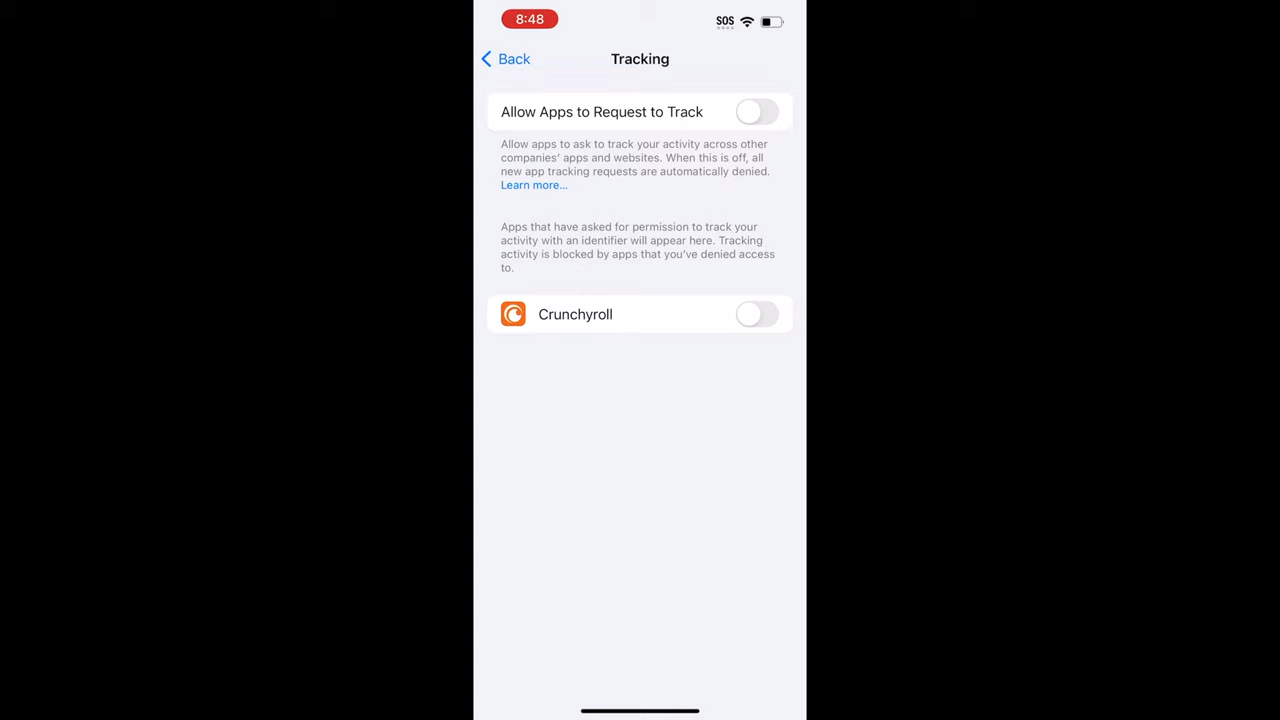 8:48
SOS
Back
Tracking
Allow Apps to Request to Track
Allow apps to ask to track your activity across other
companies’ apps and websites. When this is off, all
new app tracking requests are automatically denied.
Learn more...
Apps that have asked for permission to track your
activity with an identifier will appear here. Tracking
activity is blocked by apps that you’ve denied access
to.
Crunchyroll